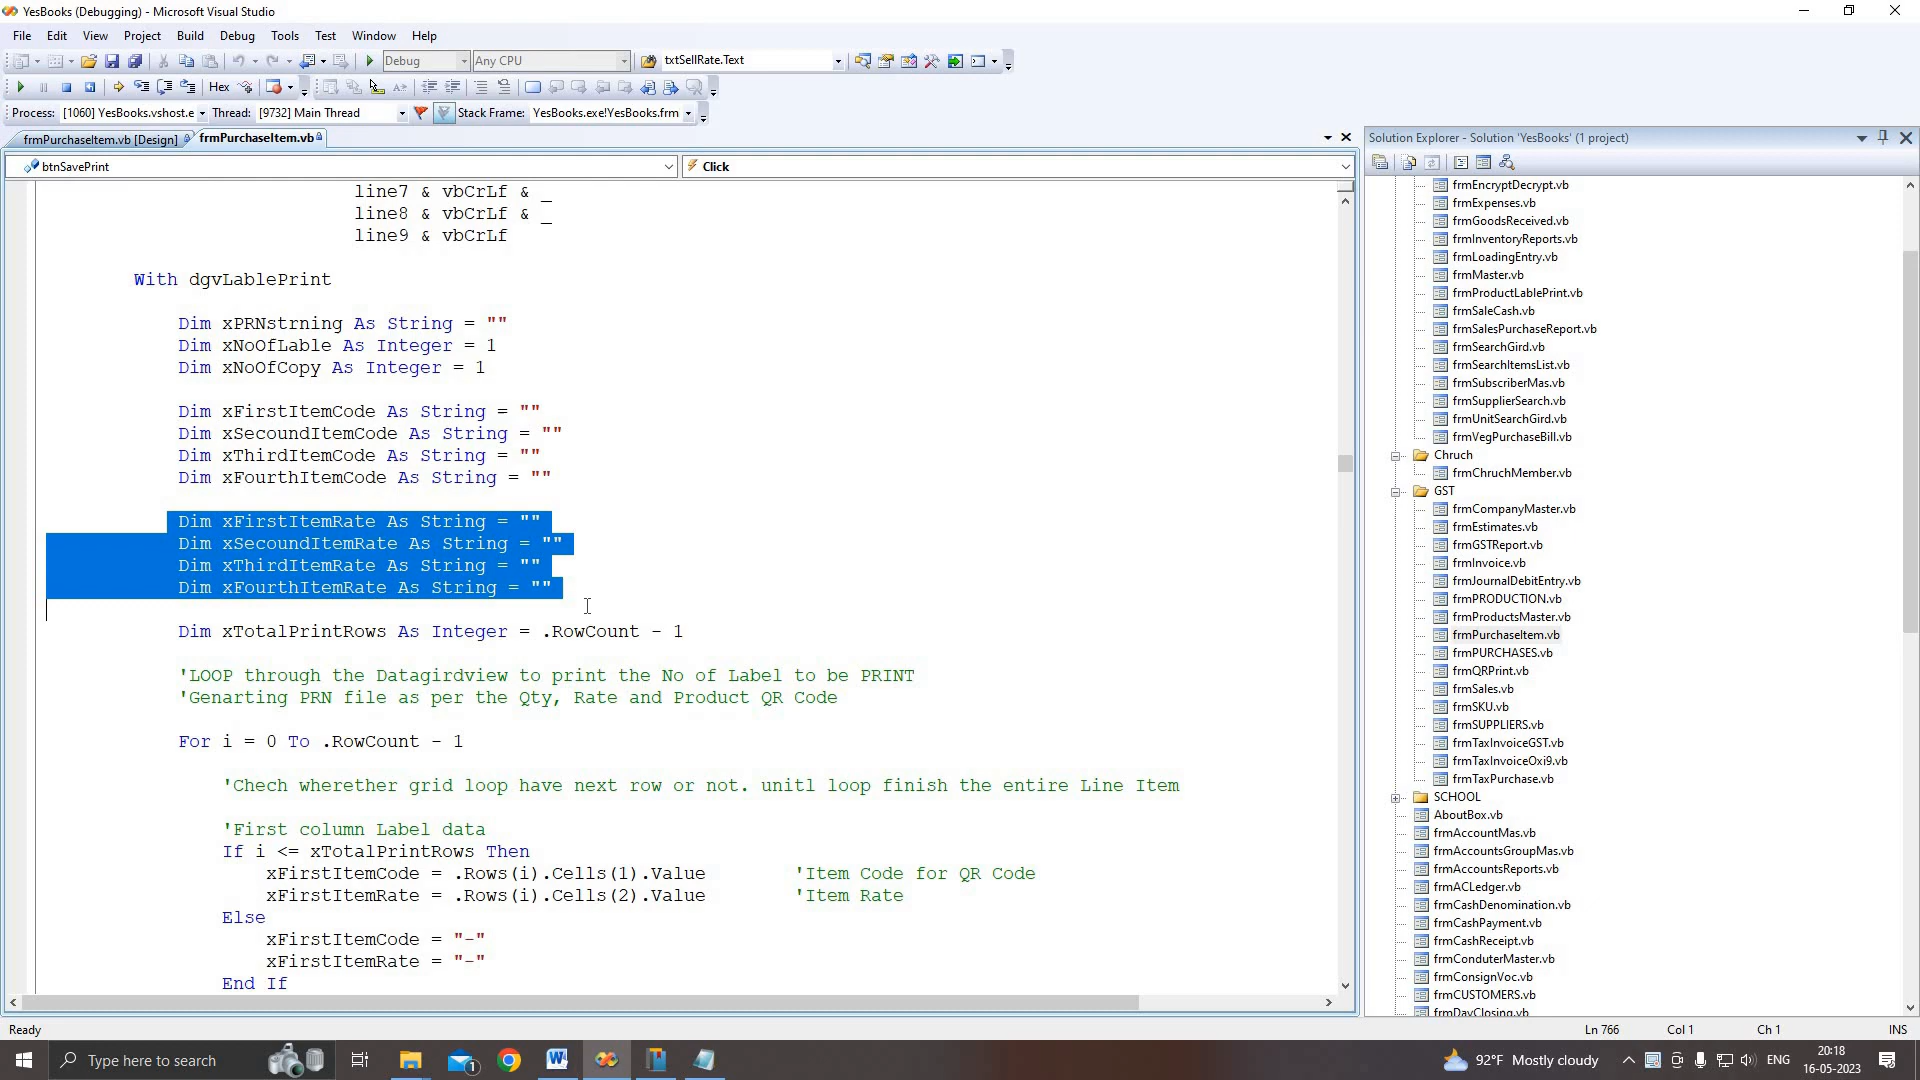 YesBooks (Debugging) - Microsoft Visual Studio
File Edit View Project Build Debug Tools Test Window Help
Debug Any CPU txtSellRate.Text
Hex
Process: [1060] YesBooks.vshost.e Thread: [9732] Main Thread Stack Frame: YesBooks.exe!YesBooks.frm
frmPurchaseItem.vb [Design] frmPurchaseItem.vb
btnSavePrint Click
line7 & vbCrLf & _
line8 & vbCrLf & _
line9 & vbCrLf
With dgvLablePrint
Dim xPRNstrning As String = ""
Dim xNoOfLable As Integer = 1
Dim xNoOfCopy As Integer = 1
Dim xFirstItemCode As String = ""
Dim xSecoundItemCode As String = ""
Dim xThirdItemCode As String = ""
Dim xFourthItemCode As String = ""
Dim xFirstItemRate As String = ""
Dim xSecoundItemRate As String = ""
Dim xThirdItemRate As String = ""
Dim xFourthItemRate As String = ""
Dim xTotalPrintRows As Integer = .RowCount - 1
'LOOP through the Datagirdview to print the No of Label to be PRINT
'Genarting PRN file as per the Qty, Rate and Product QR Code
For i = 0 To .RowCount - 1
'Chech wherether grid loop have next row or not. unitl loop finish the entire Line Item
'First column Label data
If i <= xTotalPrintRows Then
xFirstItemCode = .Rows(i).Cells(1).Value 'Item Code for QR Code
xFirstItemRate = .Rows(i).Cells(2).Value 'Item Rate
Else
xFirstItemCode = "-"
xFirstItemRate = "-"
End If
Solution Explorer - Solution 'YesBooks' (1 project)
frmEncryptDecrypt.vb
frmExpenses.vb
frmGoodsReceived.vb
frmInventoryReports.vb
frmLoadingEntry.vb
frmMaster.vb
frmProductLablePrint.vb
frmSaleCash.vb
frmSalesPurchaseReport.vb
frmSearchGird.vb
frmSearchItemsList.vb
frmSubscriberMas.vb
frmSupplierSearch.vb
frmUnitSearchGird.vb
frmVegPurchaseBill.vb
Chruch
frmChruchMember.vb
GST
frmCompanyMaster.vb
frmEstimates.vb
frmGSTReport.vb
frmInvoice.vb
frmJournalDebitEntry.vb
frmPRODUCTION.vb
frmProductsMaster.vb
frmPurchaseItem.vb
frmPURCHASES.vb
frmQRPrint.vb
frmSales.vb
frmSKU.vb
frmSUPPLIERS.vb
frmTaxInvoiceGST.vb
frmTaxInvoiceOxi9.vb
frmTaxPurchase.vb
SCHOOL
AboutBox.vb
frmAccountMas.vb
frmAccountsGroupMas.vb
frmAccountsReports.vb
frmACLedger.vb
frmCashDenomination.vb
frmCashPayment.vb
frmCashReceipt.vb
frmConduterMaster.vb
frmConsignVoc.vb
frmCUSTOMERS.vb
frmDayClosing.vb
Ready Ln 766 Col 1 Ch 1 INS
Type here to search 1 92°F Mostly cloudy ENG 20:18
16-05-2023